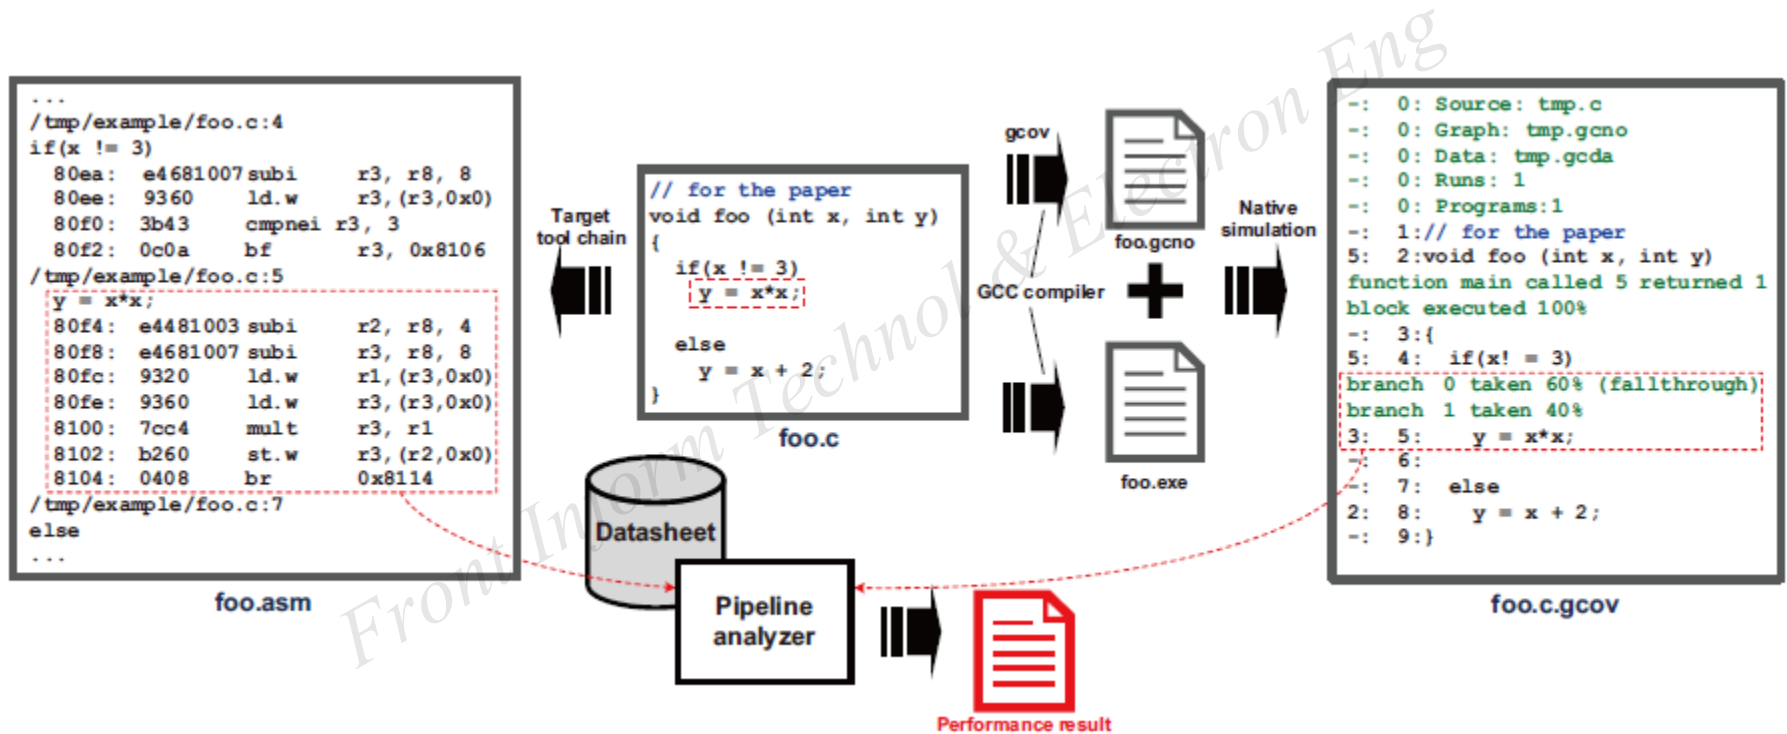 ...
/tmp/example/foo.c:4
if(x != 3)
80ea: e4681007 subi r3, r8, 8
80ee: 9360 ld.w r3,(r3,0x0)
80f0: 3b43 cmpnei r3, 3
80f2: 0c0a bf r3, 0x8106
/tmp/example/foo.c:5
y = x*x;
80f4: e4481003 subi r2, r8, 4
80f8: e4681007 subi r3, r8, 8
80fc: 9320 ld.w r1,(r3,0x0)
80fe: 9360 ld.w r3,(r3,0x0)
8100: 7cc4 mult r3, r1
8102: b260 st.w r3,(r2,0x0)
8104: 0408 br 0x8114
/tmp/example/foo.c:7
else
...
foo.asm
Target
tool chain
// for the paper
void foo (int x, int y)
{
if(x != 3)
y = x*x;
else
y = x + 2;
}
foo.c
gcov
GCC compiler
foo.gcno
foo.exe
Native
simulation
-: 0: Source: tmp.c
-: 0: Graph: tmp.gcno
-: 0: Data: tmp.gcda
-: 0: Runs: 1
-: 0: Programs:1
-: 1:// for the paper
5: 2:void foo (int x, int y)
function main called 5 returned 1
block executed 100%
-: 3:{
5: 4: if(x! = 3)
branch 0 taken 60% (fallthrough)
branch 1 taken 40%
3: 5: y = x*x;
-: 6:
-: 7: else
2: 8: y = x + 2;
-: 9:}
foo.c.gcov
Datasheet
Pipeline
analyzer
Performance result
Front Inform Technol & Electron Eng